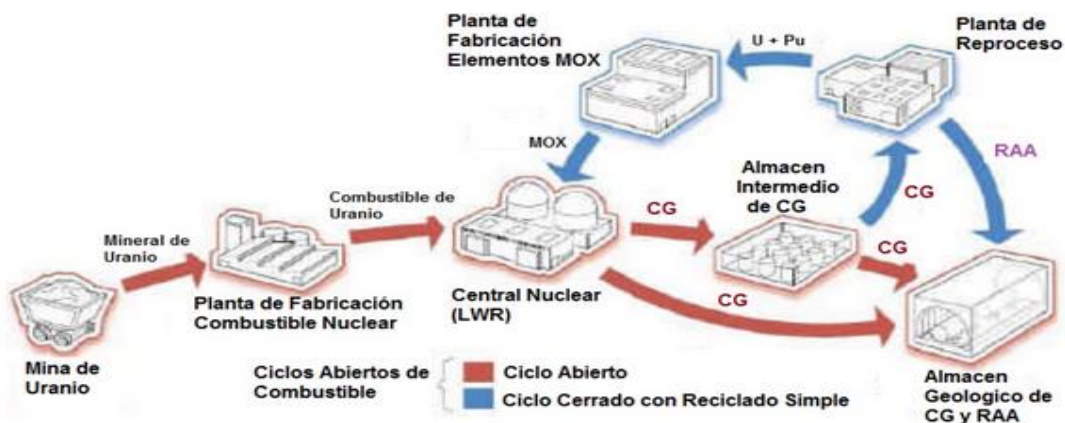 Planta de
Fabricación
Elementos MOX
U + Pu
Planta de
Reproceso
MOX
RAA
Almacen
Intermedio
de CG
CG
Combustible de
Uranio
CG
CG
Mineral de
Uranio
CG
Planta de Fabricación
Combustible Nuclear
Central Nuclear
(LWR)
Mina de
Uranio
Ciclos Abiertos de
Combustible
Ciclo Abierto
Ciclo Cerrado con Reciclado Simple
Almacen
Geologico de
CG y RAA